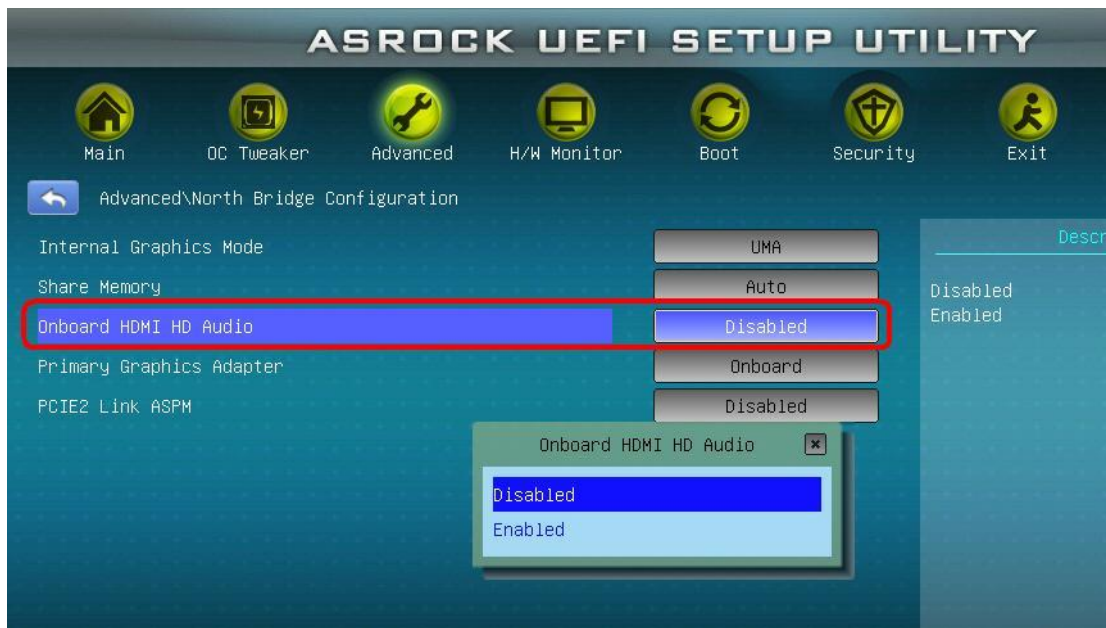 ASROCK UEFI SETUP UTILITY
Main OC Tweaker Advanced H/W Monitor Boot Security Exit
Advanced\North Bridge Configuration
Internal Graphics Mode UMA
Share Memory Auto
Onboard HDMI HD Audio Disabled
Primary Graphics Adapter Onboard
PCIE2 Link ASPM Disabled
Onboard HDMI HD Audio
Disabled
Enabled
Descr
Disabled
Enabled